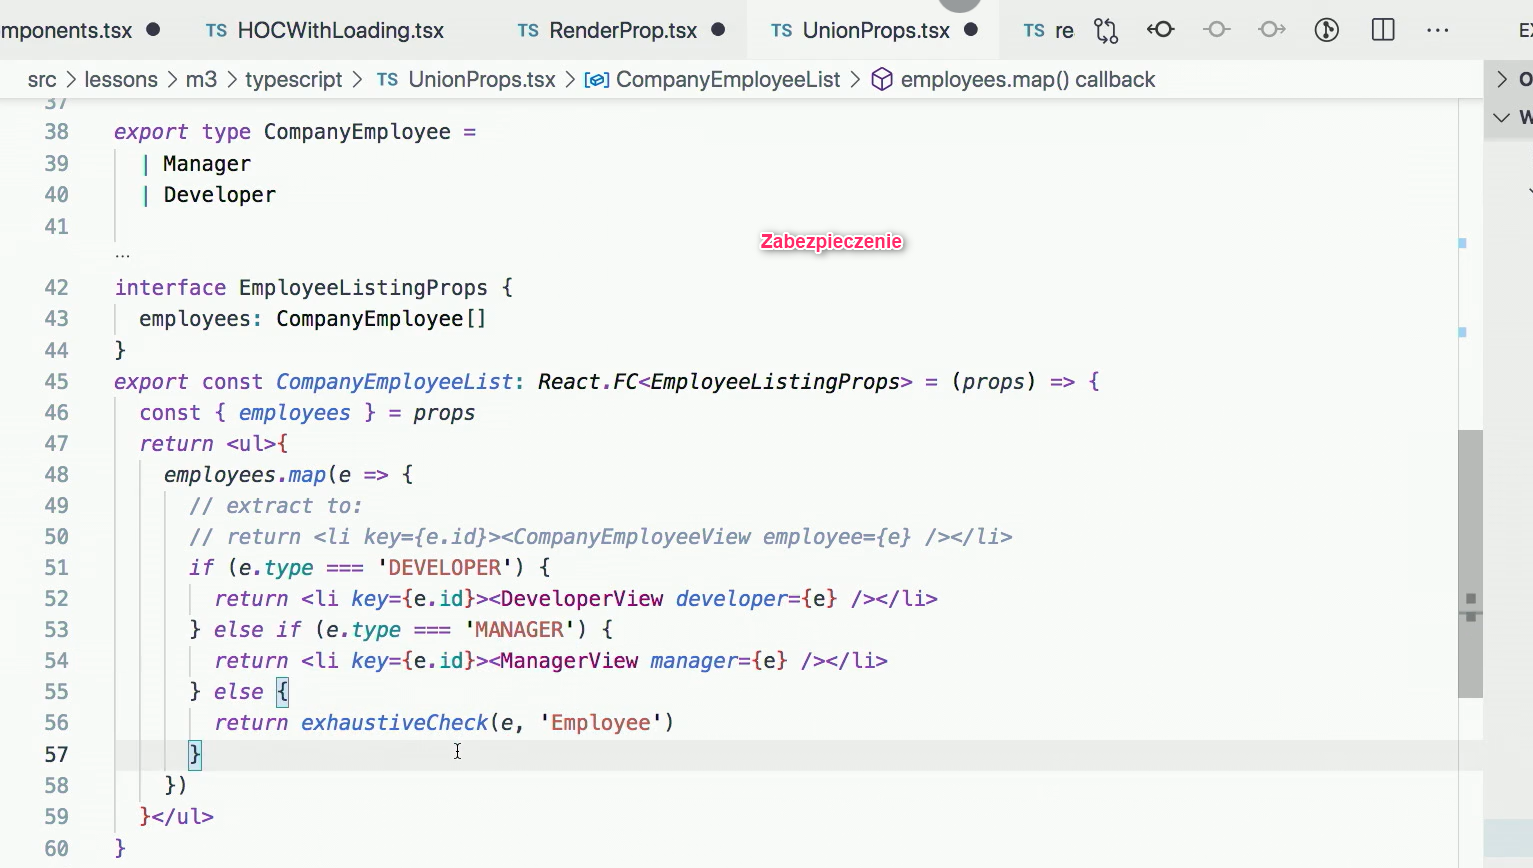 mponents.tsx TS HOCWithLoading.tsx TS RenderProp.tsx TS UnionProps.tsx TS re
src > lessons > m3 > typescript > TS UnionProps.tsx > CompanyEmployeeList > employees.map() callback
37
38 export type CompanyEmployee =
39 | Manager
40 | Developer
41
Zabezpieczenie
...
42 interface EmployeeListingProps {
43 employees: CompanyEmployee[]
44 }
45 export const CompanyEmployeeList: React.FC<EmployeeListingProps> = (props) => {
46 const { employees } = props
47 return <ul>{
48 employees.map(e => {
49 // extract to:
50 // return <li key={e.id}><CompanyEmployeeView employee={e} /></li>
51 if (e.type === 'DEVELOPER') {
52 return <li key={e.id}><DeveloperView developer={e} /></li>
53 } else if (e.type === 'MANAGER') {
54 return <li key={e.id}><ManagerView manager={e} /></li>
55 } else {
56 return exhaustiveCheck(e, 'Employee')
57 }
58 })
59 }</ul>
60 }